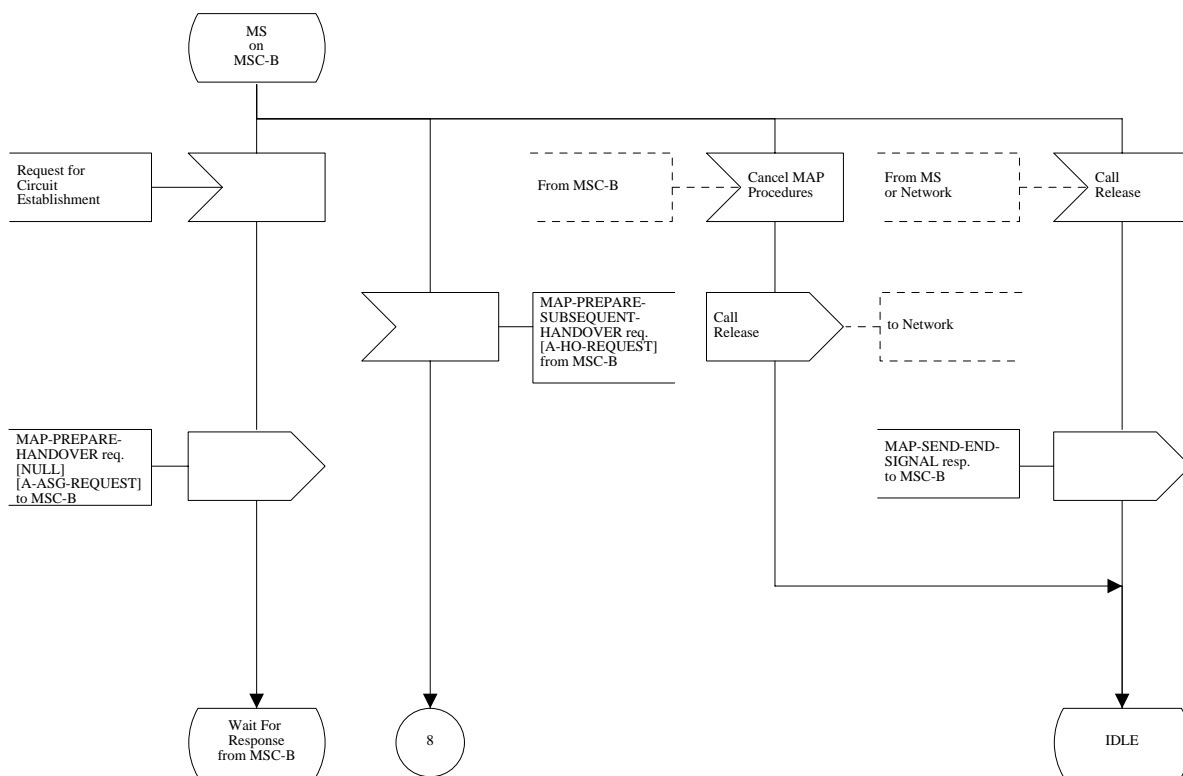 MS
on
MSC-B
Request for
Circuit
Establishment
From MSC-B
Cancel MAP
Procedures
From MS
or Network
Call
Release
MAP-PREPARE-
SUBSEQUENT-
HANDOVER req.
[A-HO-REQUEST]
from MSC-B
Call
Release
to Network
MAP-PREPARE-
HANDOVER req.
[NULL]
[A-ASG-REQUEST]
to MSC-B
MAP-SEND-END-
SIGNAL resp.
to MSC-B
Wait For
Response
from MSC-B
8
IDLE